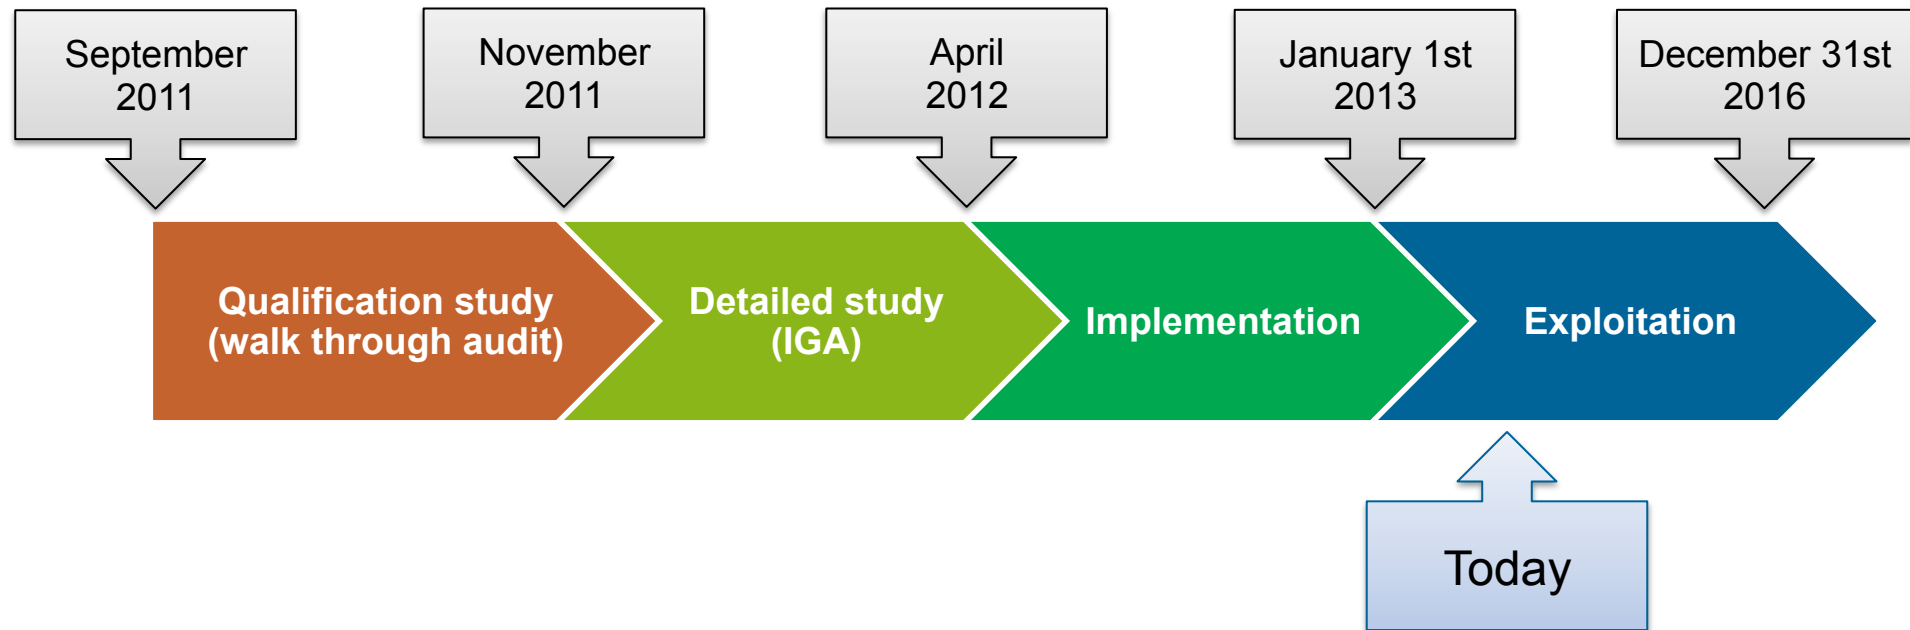 September
2011
November
2011
April
2012
January 1st
2013
December 31st
2016
Qualification study
(walk through audit)
Detailed study
(IGA)
Implementation
Exploitation
Today